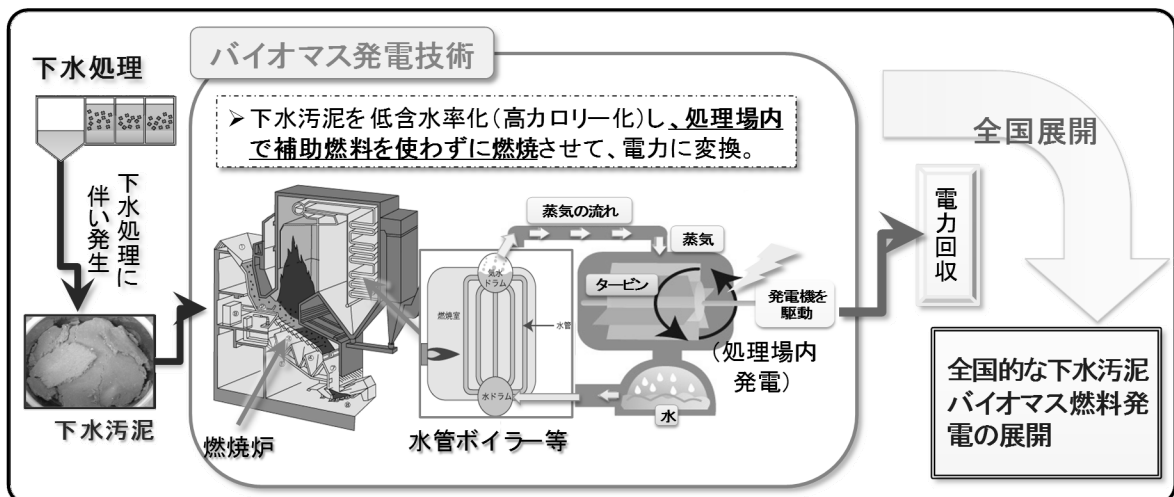 下水処理
下水処理に
伴い発生
下水汚泥
バイオマス発電技術
➢下水汚泥を低含水率化(高カロリー化)し、処理場内
で補助燃料を使わずに燃焼させて、電力に変換。
燃焼炉
蒸気の流れ
蒸気
気水
ドラム
燃焼室
水管
水ドラム
水管ボイラー等
タービン
発電機を
駆動
(処理場内
発電)
水
電力回収
全国展開
全国的な下水汚泥
バイオマス燃料発
電の展開